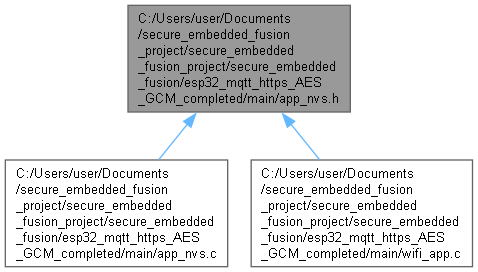 C:/Users/user/Documents
/secure_embedded_fusion
_project/secure_embedded
_fusion_project/secure_embedded
_fusion/esp32_mqtt_https_AES
_GCM_completed/main/app_nvs.h
C:/Users/user/Documents
/secure_embedded_fusion
_project/secure_embedded
_fusion_project/secure_embedded
_fusion/esp32_mqtt_https_AES
_GCM_completed/main/app_nvs.c
C:/Users/user/Documents
/secure_embedded_fusion
_project/secure_embedded
_fusion_project/secure_embedded
_fusion/esp32_mqtt_https_AES
_GCM_completed/main/wifi_app.c